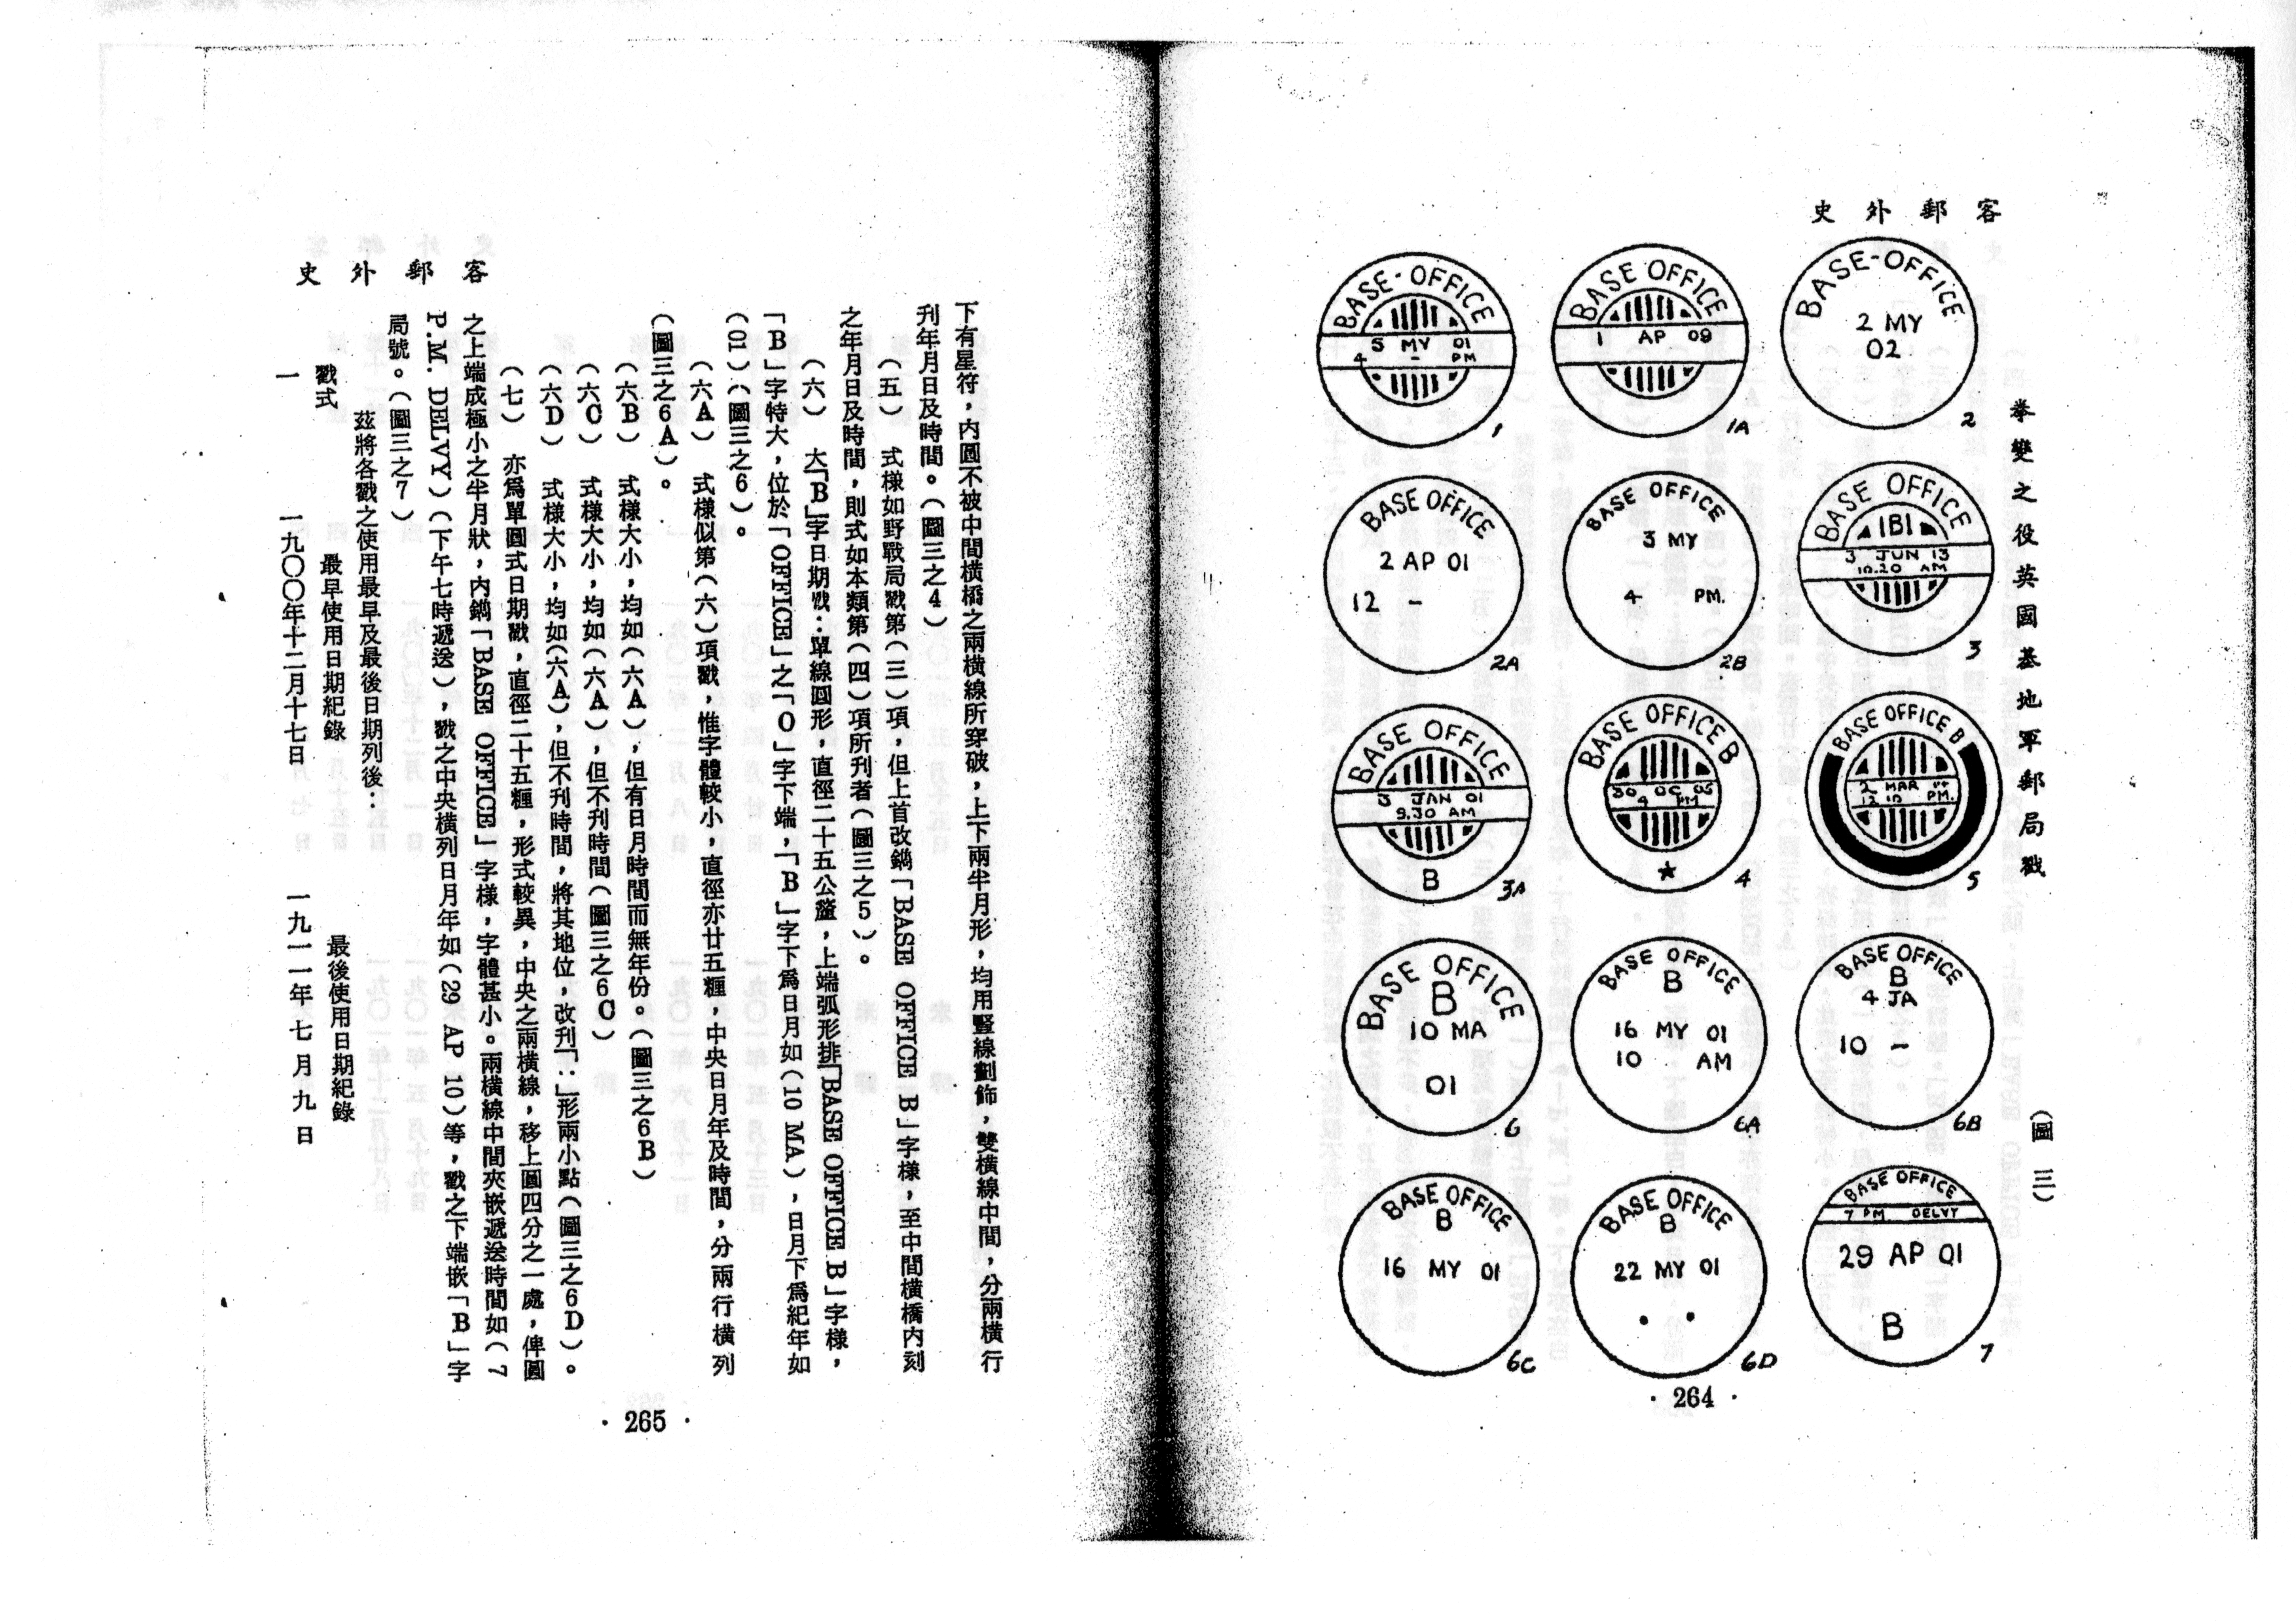 客郵外史
拳變之役英國基地軍郵局戳
(圖三)
BASE-OFFICE
5 MY 01
4 - PM
1
BASE OFFICE
1 AP 09
1A
BASE-OFFICE
2 MY
02
2
BASE OFFICE
2 AP 01
12 -
2A
BASE OFFICE
3 MY
4 PM.
2B
BASE OFFICE
1B1
3 JUN 13
10.20 AM
3
BASE OFFICE
3 JAN 01
9.30 AM
B
3A
BASE OFFICE B
30 OC 05
4 PM
4
BASE OFFICE B
2 MAR
12 10 PM.
5
BASE OFFICE
B
10 MA
01
6
BASE OFFICE
B
16 MY 01
10 AM
6A
BASE OFFICE
B
4 JA
10 -
6B
BASE OFFICE
B
16 MY 01
6C
BASE OFFICE
B
22 MY 01
6D
BASE OFFICE
7 PM DELVY
29 AP 01
B
7
·264·
下有星符,內圓不被中間橫橋之兩橫線所穿破,上下兩半月形,均用豎線劃飾,雙橫線中間,分兩橫行
刊年月日及時間。(圖三之4)
(五) 式樣如野戰局戳第(三)項,但上首改鐫「BASE OFFICE B」字樣,至中間橫橋內刻
之年月日及時間,則式如本類第(四)項所刊者(圖三之5)。
(六) 大「B」字日期戳:單線圓形,直徑二十五公釐,上端弧形排「BASE OFFICE B」字樣,
「B」字特大,位於「OFFICE」之「O」字下端,「B」字下爲日月如(10 MA),日月下爲紀年如
(01)(圖三之6)。
(六A) 式樣似第(六)項戳,惟字體較小,直徑亦廿五糎,中央日月年及時間,分兩行橫列
(圖三之6A)。
(六B) 式樣大小,均如(六A),但有日月時間而無年份。(圖三之6B)
(六C) 式樣大小,均如(六A),但不刊時間(圖三之6C)
(六D) 式樣大小,均如(六A),但不刊時間,將其地位,改刊「:」形兩小點(圖三之6D)。
(七) 亦爲單圓式日期戳,直徑二十五糎,形式較異,中央之兩橫線,移上圓四分之一處,俾圓
之上端成極小之半月狀,內鐫「BASE OFFICE」字樣,字體甚小。兩橫線中間夾嵌遞送時間如(7
P.M. DELVY)(下午七時遞送),戳之中央橫列日月年如(29 AP 10)等,戳之下端嵌「B」字
局號。(圖三之7)
茲將各戳之使用最早及最後日期列後:
戳式 最早使用日期紀錄 最後使用日期紀錄
一 一九〇〇年十二月十七日 一九一一年七月九日
客郵外史
·265·